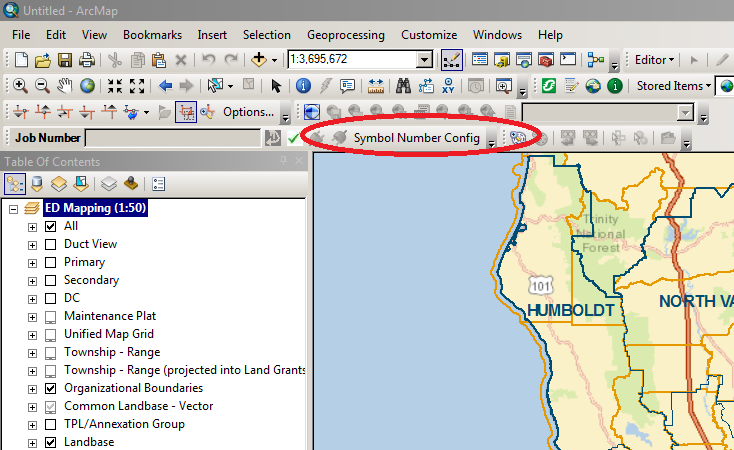 Untitled - ArcMap
File Edit View Bookmarks Insert Selection Geoprocessing Customize Windows Help
1:3,695,672 Editor
XY Stored Items
Options...
Job Number Symbol Number Config
Table Of Contents
ED Mapping (1:50)
All
Duct View
Primary
Secondary
DC
Maintenance Plat
Unified Map Grid
Township - Range
Township - Range (projected into Land Grants
Organizational Boundaries
Common Landbase - Vector
TPL/Annexation Group
Landbase
Trinity
National
Forest
101
HUMBOLDT
NORTH VA